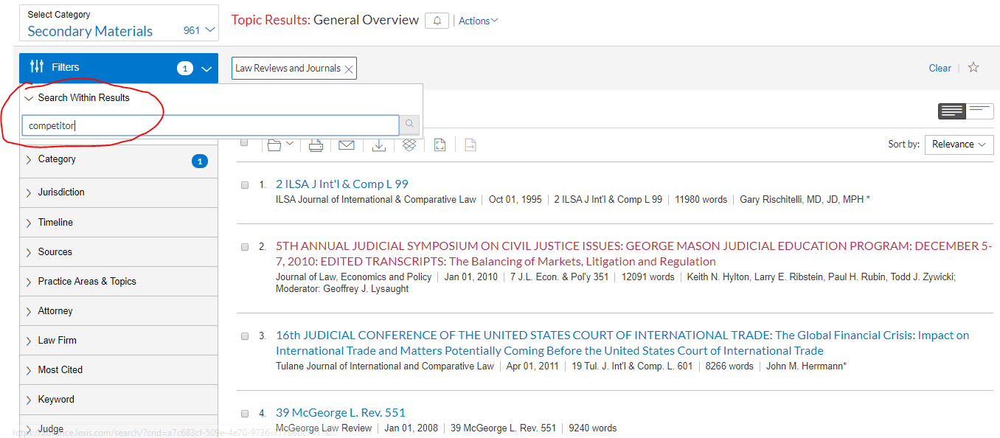 Select Category
Secondary Materials 961
Topic Results: General Overview
Actions
Filters 1
Law Reviews and Journals
Clear
Search Within Results
competitor
Category 1
Jurisdiction
Timeline
Sources
Practice Areas & Topics
Attorney
Law Firm
Most Cited
Keyword
Judge
https://advance.lexis.com/search/?crid=a7c683cf-509e-4e70-9736-
Sort by: Relevance
1. 2 ILSA J Int'l & Comp L 99
ILSA Journal of International & Comparative Law | Oct 01, 1995 | 2 ILSA J Int'l & Comp L 99 | 11980 words | Gary Rischitelli, MD, JD, MPH *
2. 5TH ANNUAL JUDICIAL SYMPOSIUM ON CIVIL JUSTICE ISSUES: GEORGE MASON JUDICIAL EDUCATION PROGRAM: DECEMBER 5-
7, 2010: EDITED TRANSCRIPTS: The Balancing of Markets, Litigation and Regulation
Journal of Law, Economics and Policy | Jan 01, 2010 | 7 J.L. Econ. & Pol'y 351 | 12091 words | Keith N. Hylton, Larry E. Ribstein, Paul H. Rubin, Todd J. Zywicki;
Moderator: Geoffrey J. Lysaught
3. 16th JUDICIAL CONFERENCE OF THE UNITED STATES COURT OF INTERNATIONAL TRADE: The Global Financial Crisis: Impact on
International Trade and Matters Potentially Coming Before the United States Court of International Trade
Tulane Journal of International and Comparative Law | Apr 01, 2011 | 19 Tul. J. Int'l & Comp. L. 601 | 8266 words | John M. Herrmann*
4. 39 McGeorge L. Rev. 551
McGeorge Law Review | Jan 01, 2008 | 39 McGeorge L. Rev. 551 | 9240 words